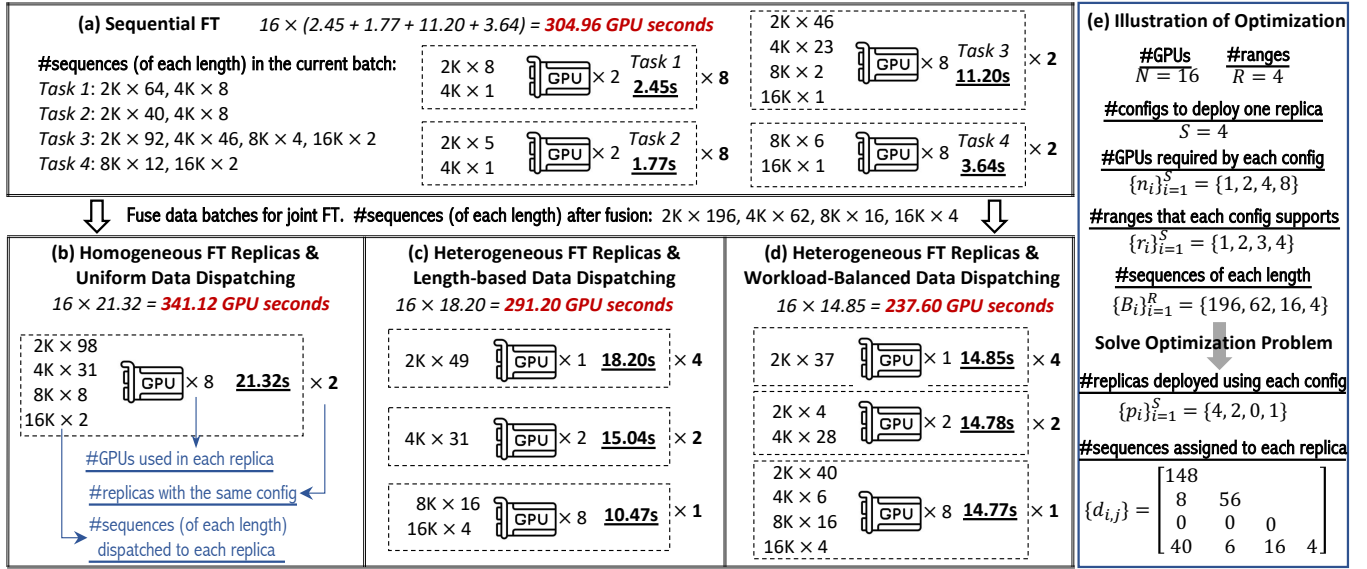 (a) Sequential FT
16 × (2.45 + 1.77 + 11.20 + 3.64) = 304.96 GPU seconds
#sequences (of each length) in the current batch:
Task 1: 2K × 64, 4K × 8
Task 2: 2K × 40, 4K × 8
Task 3: 2K × 92, 4K × 46, 8K × 4, 16K × 2
Task 4: 8K × 12, 16K × 2
2K × 8
4K × 1
GPU
× 2
Task 1
2.45s
× 8
2K × 5
4K × 1
GPU
× 2
Task 2
1.77s
× 8
2K × 46
4K × 23
8K × 2
16K × 1
GPU
× 8
Task 3
11.20s
× 2
8K × 6
16K × 1
GPU
× 8
Task 4
3.64s
× 2
Fuse data batches for joint FT. #sequences (of each length) after fusion: 2K × 196, 4K × 62, 8K × 16, 16K × 4
(b) Homogeneous FT Replicas &
Uniform Data Dispatching
16 × 21.32 = 341.12 GPU seconds
2K × 98
4K × 31
8K × 8
16K × 2
GPU
× 8
21.32s
× 2
#GPUs used in each replica
#replicas with the same config
#sequences (of each length)
dispatched to each replica
(c) Heterogeneous FT Replicas &
Length-based Data Dispatching
16 × 18.20 = 291.20 GPU seconds
2K × 49
GPU
× 1
18.20s
× 4
4K × 31
GPU
× 2
15.04s
× 2
8K × 16
16K × 4
GPU
× 8
10.47s
× 1
(d) Heterogeneous FT Replicas &
Workload-Balanced Data Dispatching
16 × 14.85 = 237.60 GPU seconds
2K × 37
GPU
× 1
14.85s
× 4
2K × 4
4K × 28
GPU
× 2
14.78s
× 2
2K × 40
4K × 6
8K × 16
16K × 4
GPU
× 8
14.77s
× 1
(e) Illustration of Optimization
#GPUs #ranges
N = 16 R = 4
#configs to deploy one replica
S = 4
#GPUs required by each config
{n_i}_{i=1}^S = {1, 2, 4, 8}
#ranges that each config supports
{r_i}_{i=1}^S = {1, 2, 3, 4}
#sequences of each length
{B_i}_{i=1}^R = {196, 62, 16, 4}
Solve Optimization Problem
#replicas deployed using each config
{p_i}_{i=1}^S = {4, 2, 0, 1}
#sequences assigned to each replica
{d_{i,j}} =
148
8 56
0 0 0
40 6 16 4